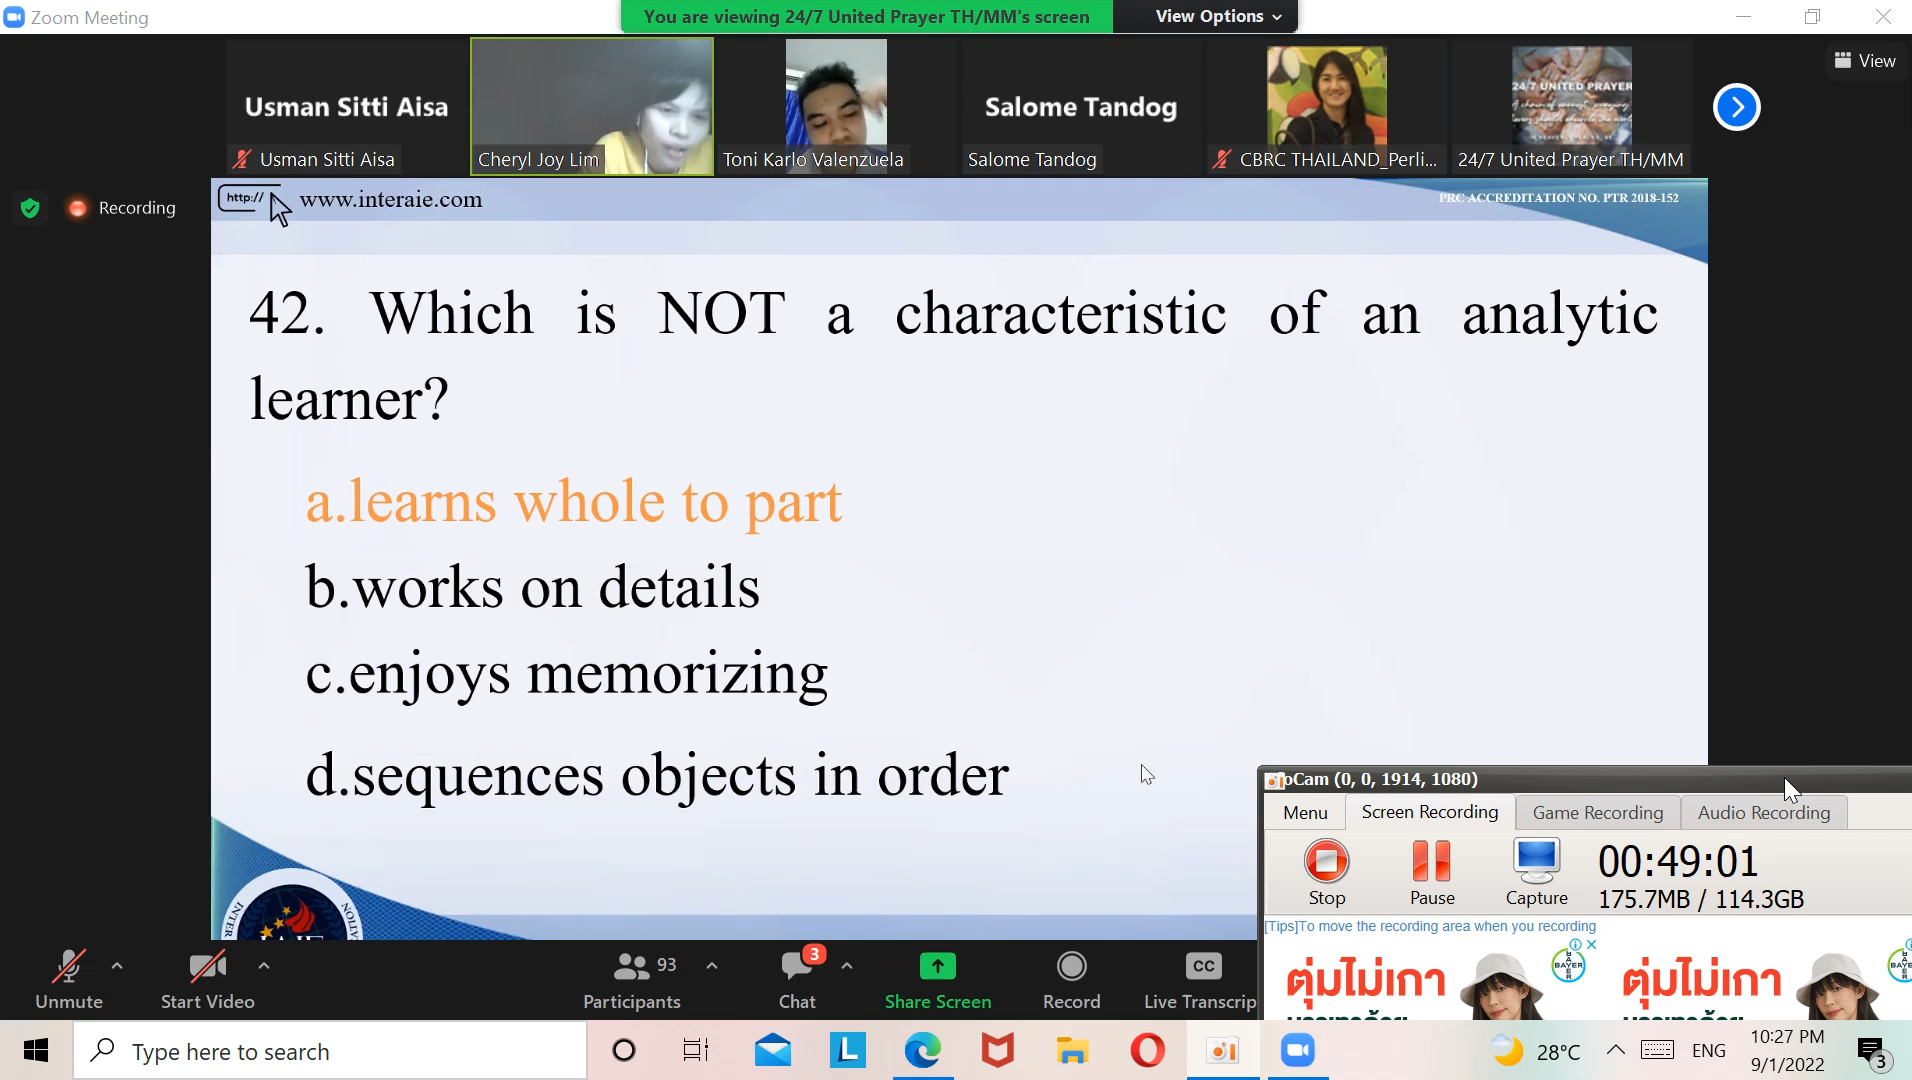 Zoom Meeting
You are viewing 24/7 United Prayer TH/MM's screen
View Options
View
Usman Sitti Aisa
Usman Sitti Aisa
Cheryl Joy Lim
Toni Karlo Valenzuela
Salome Tandog
Salome Tandog
CBRC THAILAND_Perli...
24/7 UNITED PRAYER
24/7 United Prayer TH/MM
Recording
http://
www.interaie.com
PRC ACCREDITATION NO. PTR 2018-152
42. Which is NOT a characteristic of an analytic
learner?
a.learns whole to part
b.works on details
c.enjoys memorizing
d.sequences objects in order
oCam (0, 0, 1914, 1080)
Menu
Screen Recording
Game Recording
Audio Recording
Stop
Pause
Capture
00:49:01
175.7MB / 114.3GB
[Tips]To move the recording area when you recording
ตุ่มไม่เกา
BAYER
ตุ่มไม่เกา
Unmute
Start Video
93
Participants
3
Chat
Share Screen
Record
CC
Live Transcrip
Type here to search
L
28°C
ENG
10:27 PM
9/1/2022
3